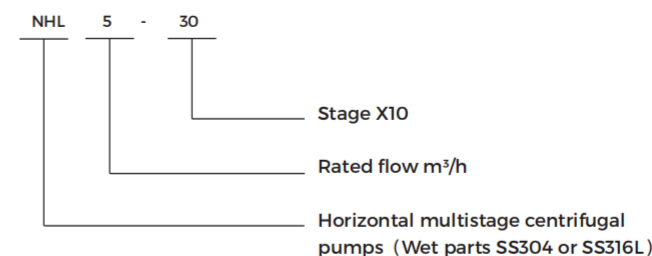 NHL 5 - 30
Stage X10
Rated flow m³/h
Horizontal multistage centrifugal
pumps（Wet parts SS304 or SS316L）